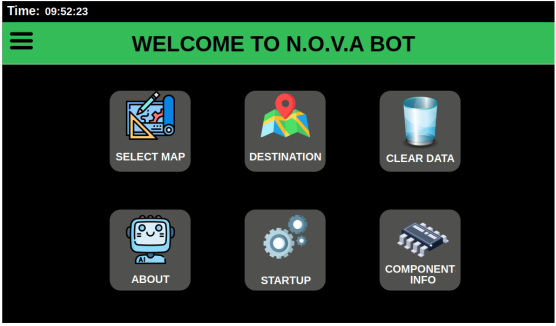 Time: 09:52:23
WELCOME TO N.O.V.A BOT
SELECT MAP
DESTINATION
CLEAR DATA
AI
ABOUT
STARTUP
COMPONENT
INFO